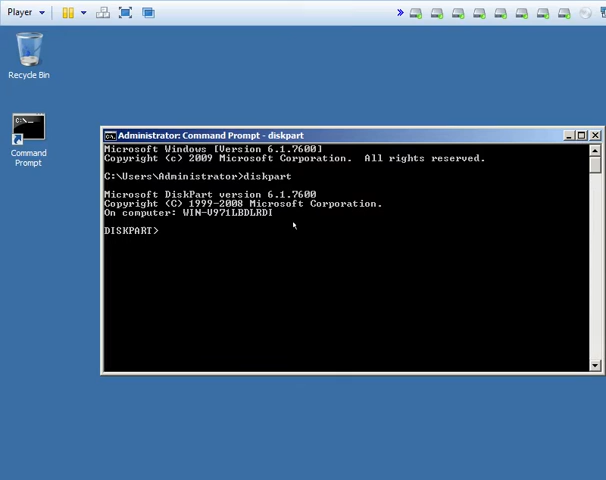 Player
Recycle Bin
Command
Prompt
Administrator: Command Prompt - diskpart
Microsoft Windows [Version 6.1.7600]
Copyright (c) 2009 Microsoft Corporation.  All rights reserved.
C:\Users\Administrator>diskpart
Microsoft DiskPart version 6.1.7600
Copyright (C) 1999-2008 Microsoft Corporation.
On computer: WIN-V971LBDLRDI
DISKPART>